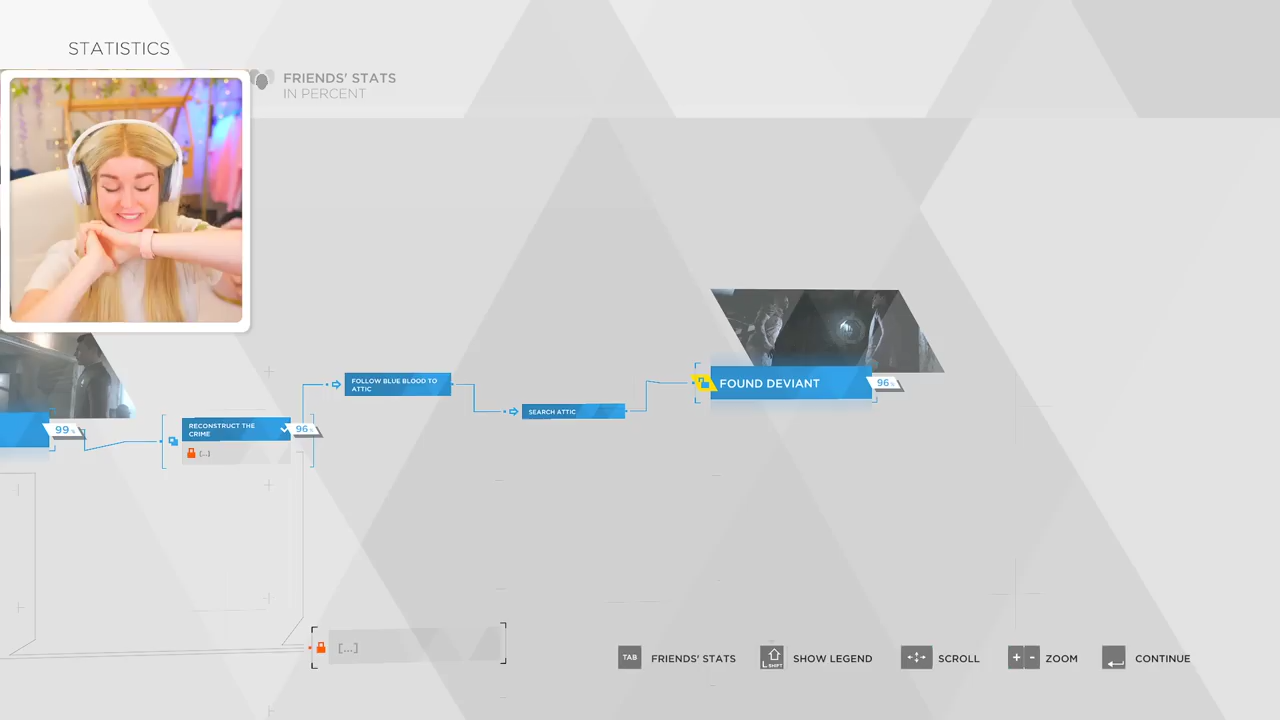 STATISTICS
FRIENDS' STATS
IN PERCENT
FOLLOW BLUE BLOOD TO
ATTIC
SEARCH ATTIC
FOUND DEVIANT
96%
99%
RECONSTRUCT THE
CRIME
96%
[...]
[...]
TAB
FRIENDS' STATS
L SHIFT
SHOW LEGEND
SCROLL
+ -
ZOOM
CONTINUE